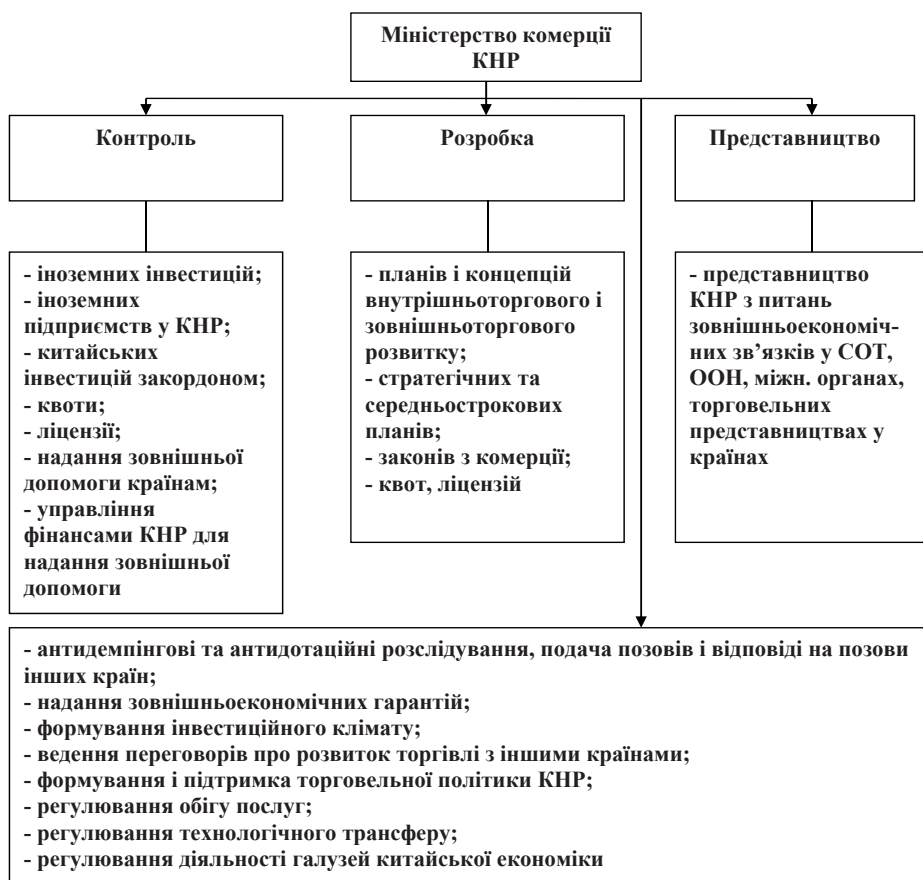 Міністерство комерції
КНР
Контроль
Розробка
Представництво
- іноземних інвестицій;
- іноземних
підприємств у КНР;
- китайських
інвестицій закордоном;
- квоти;
- ліцензії;
- надання зовнішньої
допомоги країнам;
- управління
фінансами КНР для
надання зовнішньої
допомоги
- планів і концепцій
внутрішньоторгового і
зовнішньоторгового
розвитку;
- стратегічних та
середньострокових
планів;
- законів з комерції;
- квот, ліцензій
- представництво
КНР з питань
зовнішньоекономіч-
них зв’язків у СОТ,
ООН, міжн. органах,
торговельних
представництвах у
країнах
- антидемпінгові та антидотаційні розслідування, подача позовів і відповіді на позови
інших країн;
- надання зовнішньоекономічних гарантій;
- формування інвестиційного клімату;
- ведення переговорів про розвиток торгівлі з іншими країнами;
- формування і підтримка торговельної політики КНР;
- регулювання обігу послуг;
- регулювання технологічного трансферу;
- регулювання діяльності галузей китайської економіки